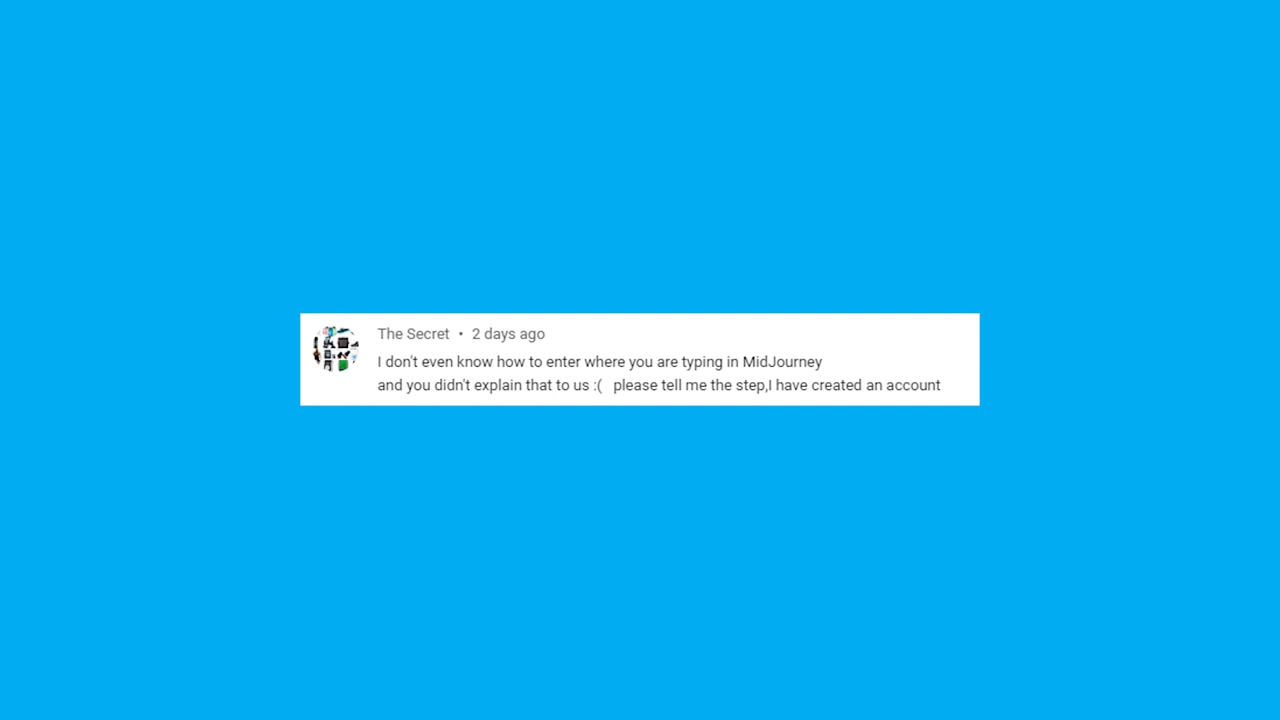 The Secret • 2 days ago
I don't even know how to enter where you are typing in MidJourney
and you didn't explain that to us :(   please tell me the step,I have created an account